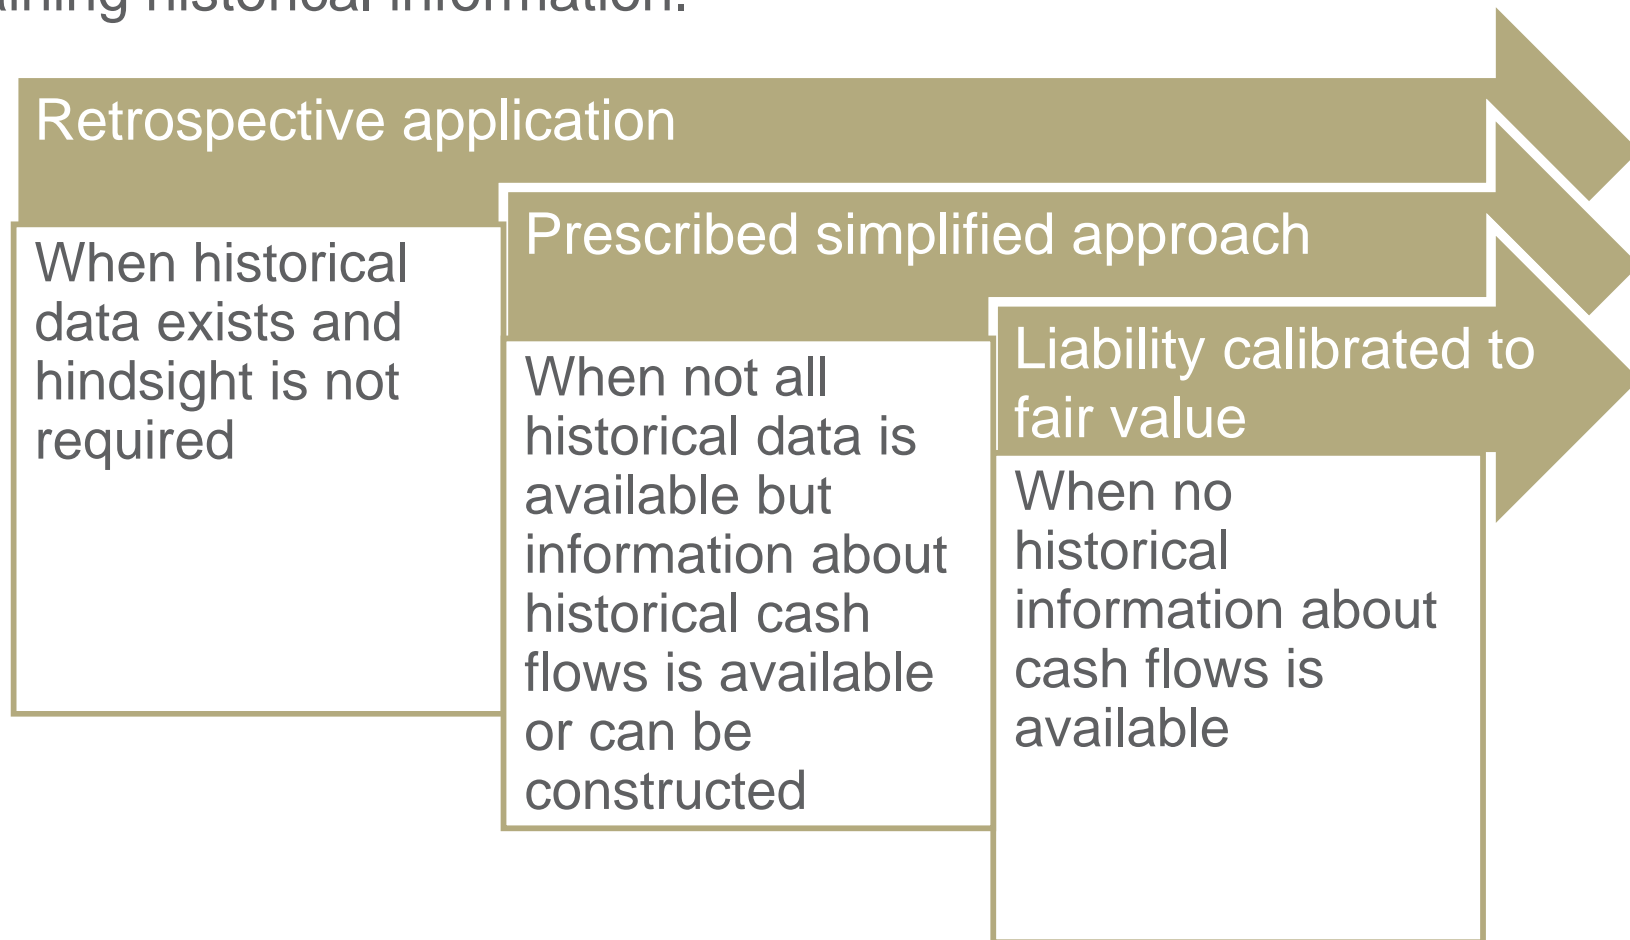 historical information.
Retrospective application
When historical
data exists and
hindsight is not
required
Prescribed simplified approach
When not all
historical data is
available but
information about
historical cash
flows is available
or can be
constructed
Liability calibrated to
fair value
When no
historical
information about
cash flows is
available